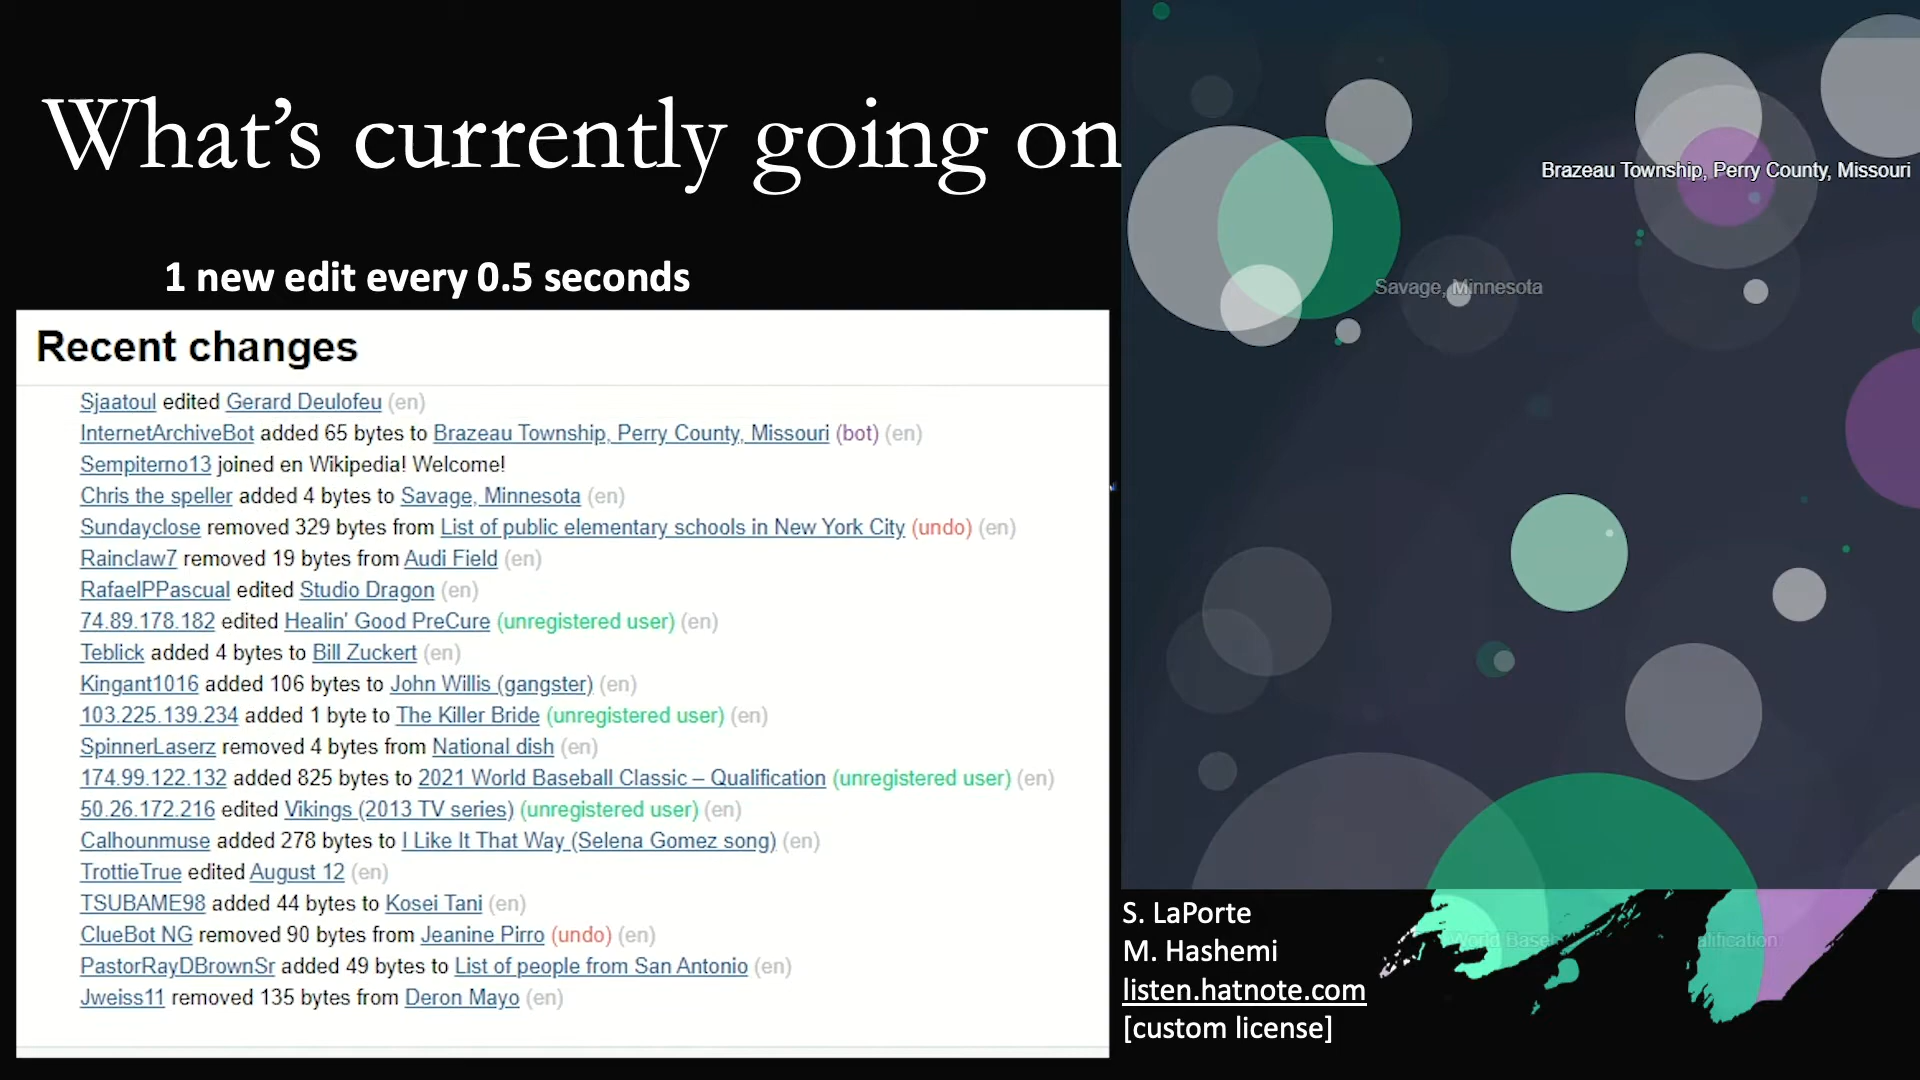 What's currently going on
1 new edit every 0.5 seconds
Recent changes
Sjaatoul edited Gerard Deulofeu (en)
InternetArchiveBot added 65 bytes to Brazeau Township, Perry County, Missouri (bot) (en)
Sempiterno13 joined en Wikipedia! Welcome!
Chris the speller added 4 bytes to Savage, Minnesota (en)
Sundayclose removed 329 bytes from List of public elementary schools in New York City (undo) (en)
Rainclaw7 removed 19 bytes from Audi Field (en)
RafaelPPascual edited Studio Dragon (en)
74.89.178.182 edited Healin' Good PreCure (unregistered user) (en)
Teblick added 4 bytes to Bill Zuckert (en)
Kingant1016 added 106 bytes to John Willis (gangster) (en)
103.225.139.234 added 1 byte to The Killer Bride (unregistered user) (en)
SpinnerLaserz removed 4 bytes from National dish (en)
174.99.122.132 added 825 bytes to 2021 World Baseball Classic – Qualification (unregistered user) (en)
50.26.172.216 edited Vikings (2013 TV series) (unregistered user) (en)
Calhounmuse added 278 bytes to I Like It That Way (Selena Gomez song) (en)
TrottieTrue edited August 12 (en)
TSUBAME98 added 44 bytes to Kosei Tani (en)
ClueBot NG removed 90 bytes from Jeanine Pirro (undo) (en)
PastorRayDBrownSr added 49 bytes to List of people from San Antonio (en)
Jweiss11 removed 135 bytes from Deron Mayo (en)
Brazeau Township, Perry County, Missouri
Savage, Minnesota
S. LaPorte
M. Hashemi
listen.hatnote.com
[custom license]